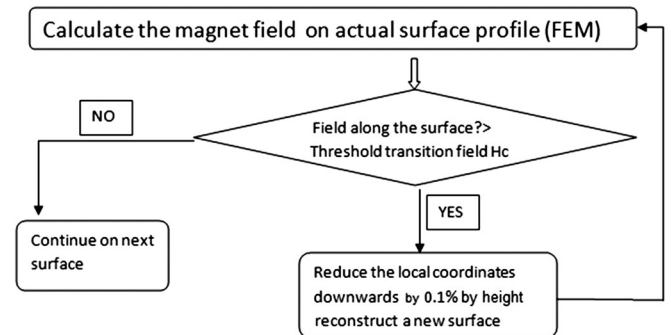 Calculate the magnet field on actual surface profile (FEM)
Field along the surface?>
Threshold transition field Hc
NO
YES
Continue on next
surface
Reduce the local coordinates
downwards by 0.1% by height
reconstruct a new surface